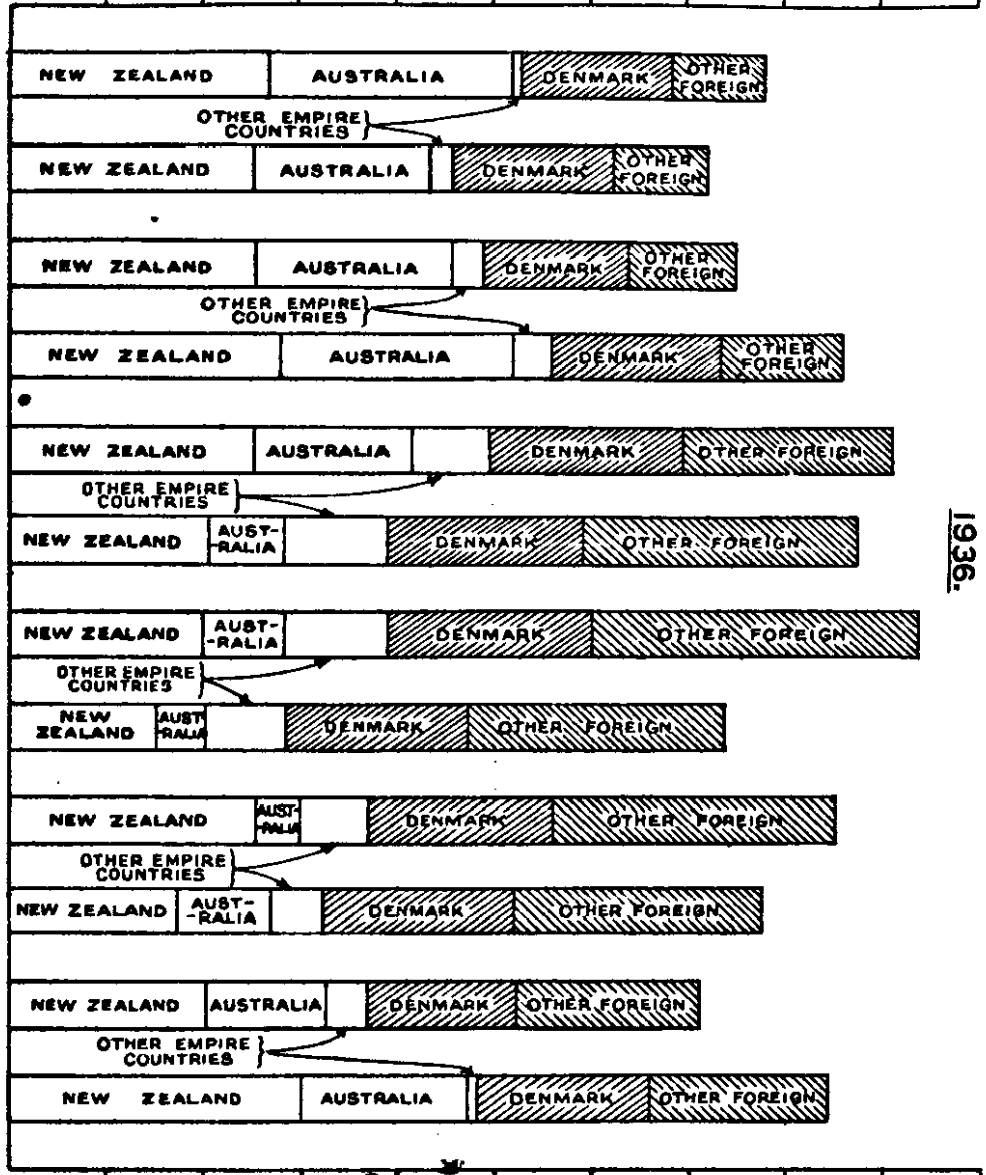 NEW ZEALAND AUSTRALIA DENMARK OTHER FOREIGN
OTHER EMPIRE
COUNTRIES
NEW ZEALAND AUSTRALIA DENMARK OTHER FOREIGN
NEW ZEALAND AUSTRALIA DENMARK OTHER FOREIGN
OTHER EMPIRE
COUNTRIES
NEW ZEALAND AUSTRALIA DENMARK OTHER FOREIGN
NEW ZEALAND AUSTRALIA DENMARK OTHER FOREIGN
OTHER EMPIRE
COUNTRIES
NEW ZEALAND AUST-
-RALIA DENMARK OTHER FOREIGN
1936.
NEW ZEALAND AUST-
-RALIA DENMARK OTHER FOREIGN
OTHER EMPIRE
COUNTRIES
NEW
ZEALAND AUST
-RALIA DENMARK OTHER FOREIGN
NEW ZEALAND AUST-
-RALIA DENMARK OTHER FOREIGN
OTHER EMPIRE
COUNTRIES
NEW ZEALAND AUST-
-RALIA DENMARK OTHER FOREIGN
NEW ZEALAND AUSTRALIA DENMARK OTHER FOREIGN
OTHER EMPIRE
COUNTRIES
NEW ZEALAND AUSTRALIA DENMARK OTHER FOREIGN